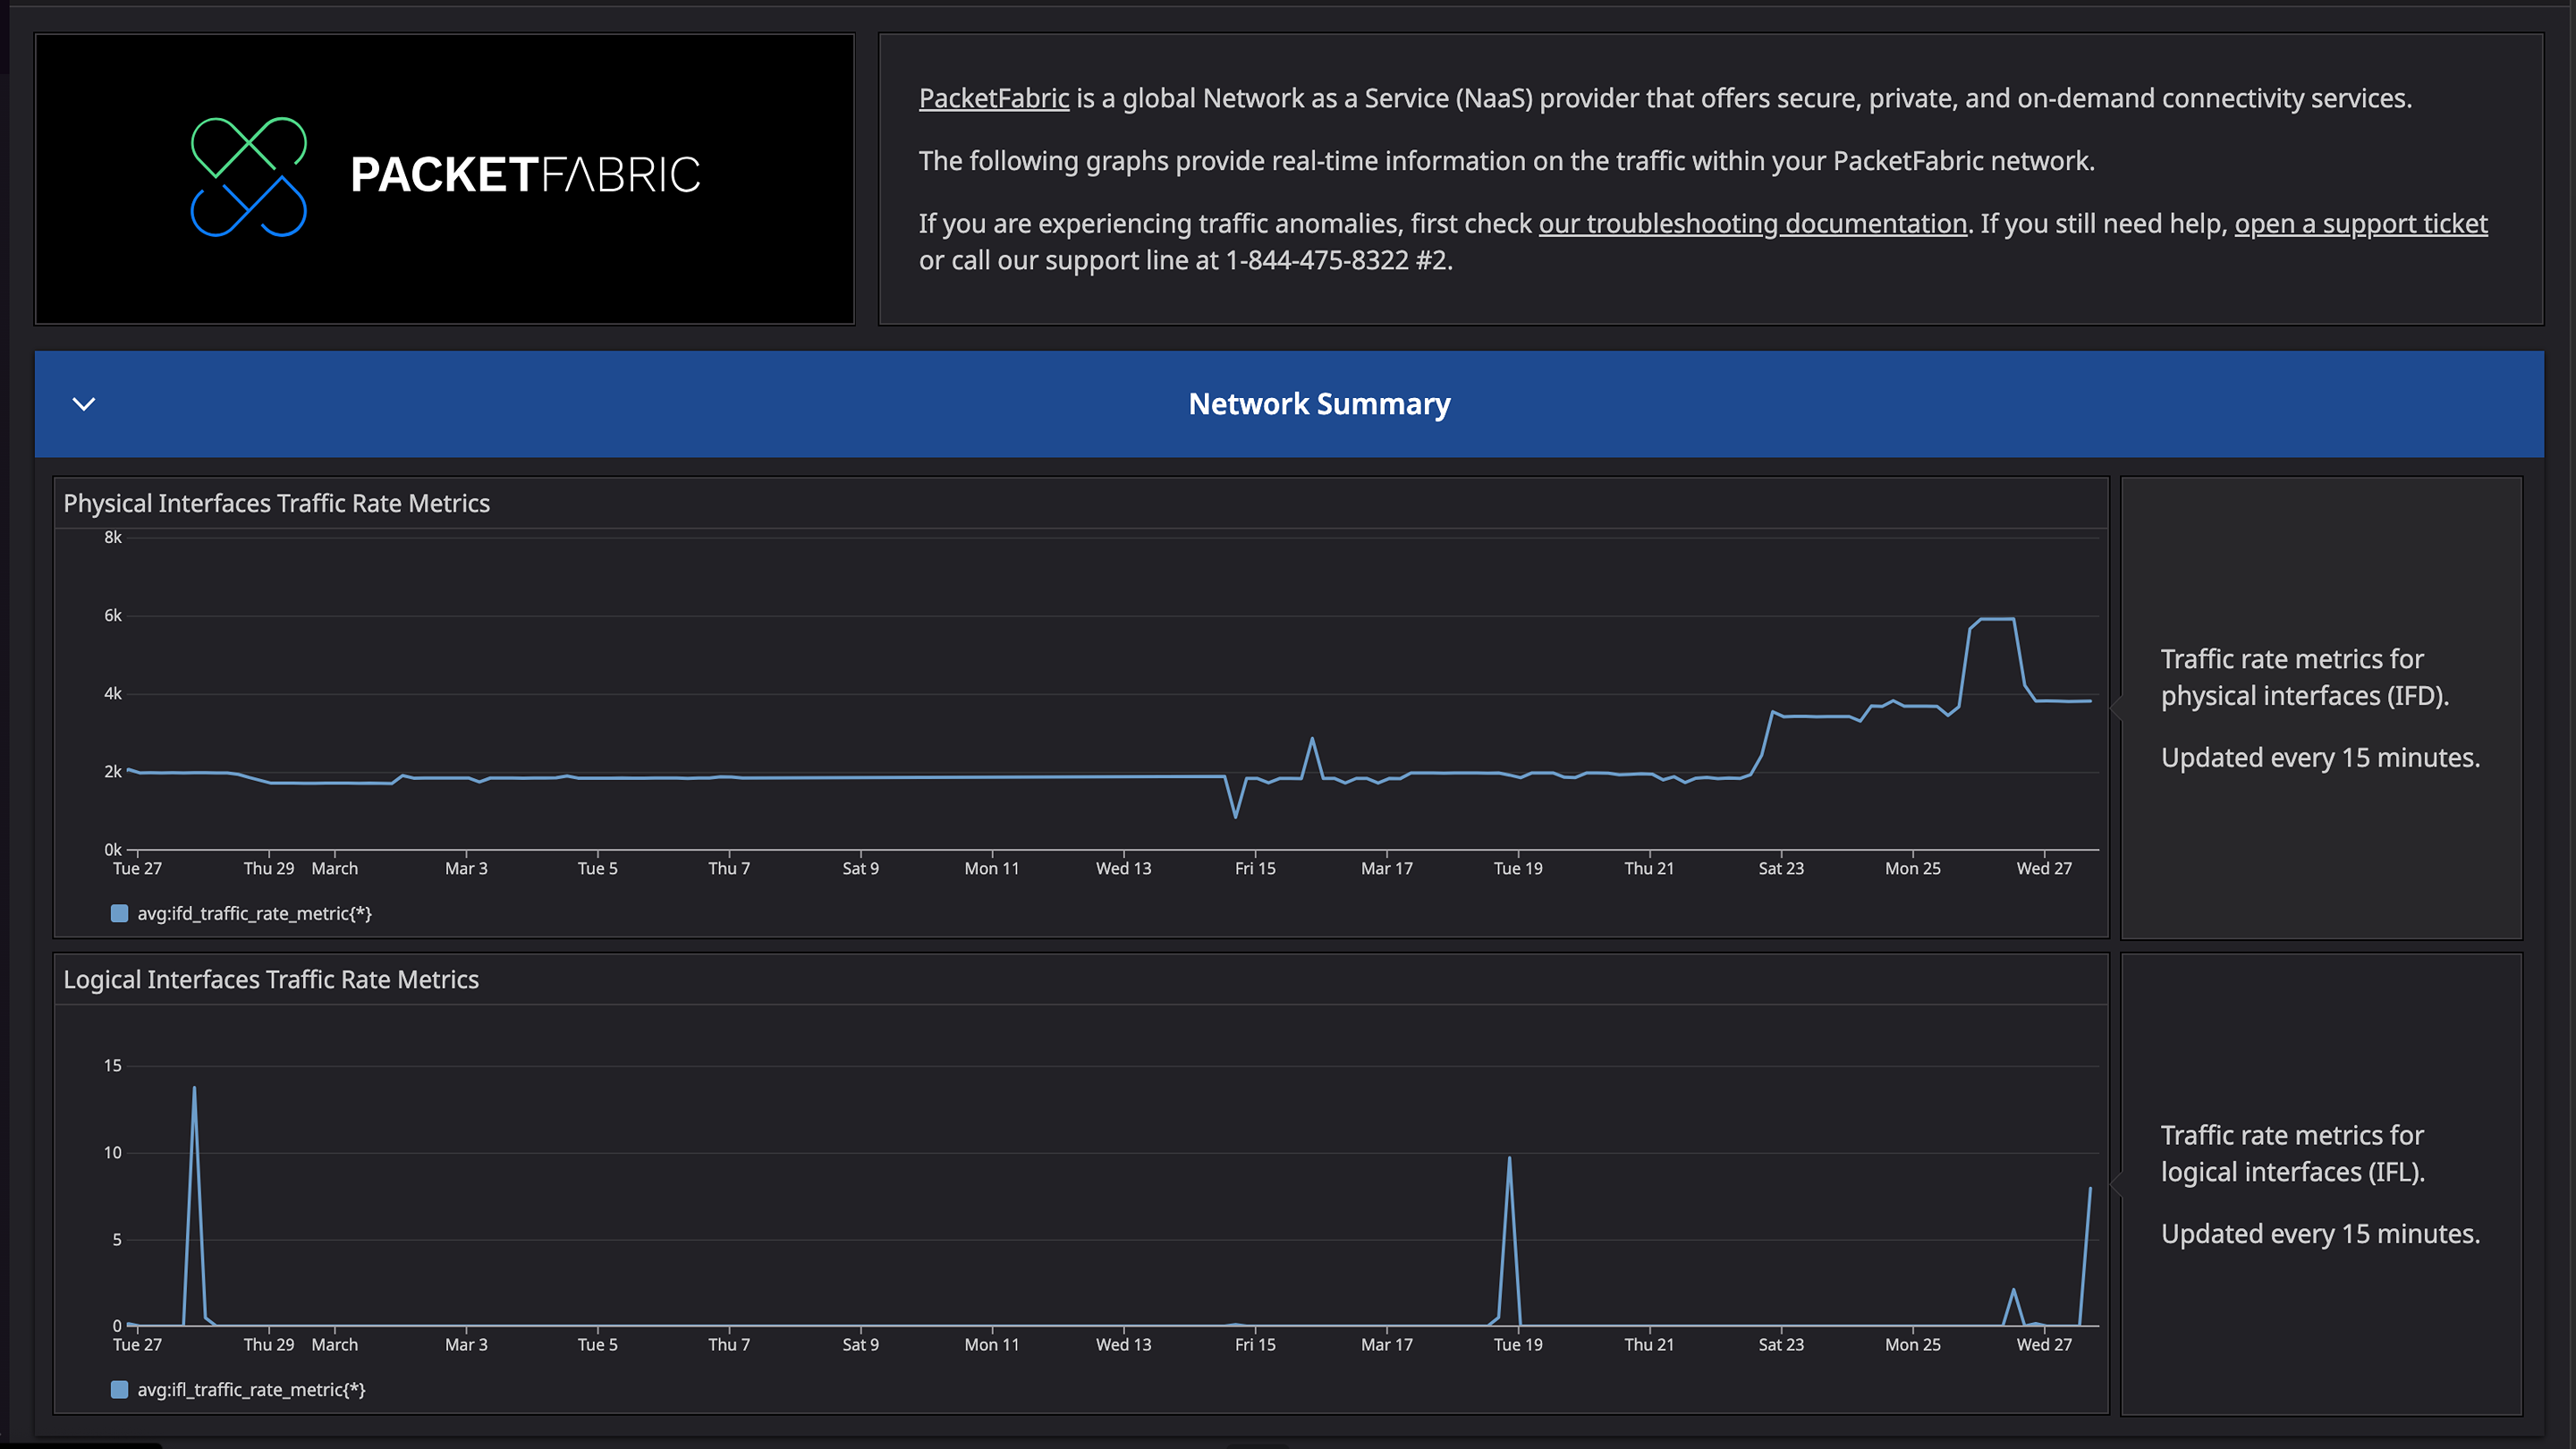 PACKETFABRIC
PacketFabric is a global Network as a Service (NaaS) provider that offers secure, private, and on-demand connectivity services.
The following graphs provide real-time information on the traffic within your PacketFabric network.
If you are experiencing traffic anomalies, first check our troubleshooting documentation. If you still need help, open a support ticket
or call our support line at 1-844-475-8322 #2.
Network Summary
Physical Interfaces Traffic Rate Metrics
8k
6k
4k
2k
0k
Tue 27 Thu 29 March Mar 3 Tue 5 Thu 7 Sat 9 Mon 11 Wed 13 Fri 15 Mar 17 Tue 19 Thu 21 Sat 23 Mon 25 Wed 27
avg:ifd_traffic_rate_metric{*}
Traffic rate metrics for
physical interfaces (IFD).
Updated every 15 minutes.
Logical Interfaces Traffic Rate Metrics
15
10
5
0
Tue 27 Thu 29 March Mar 3 Tue 5 Thu 7 Sat 9 Mon 11 Wed 13 Fri 15 Mar 17 Tue 19 Thu 21 Sat 23 Mon 25 Wed 27
avg:ifl_traffic_rate_metric{*}
Traffic rate metrics for
logical interfaces (IFL).
Updated every 15 minutes.